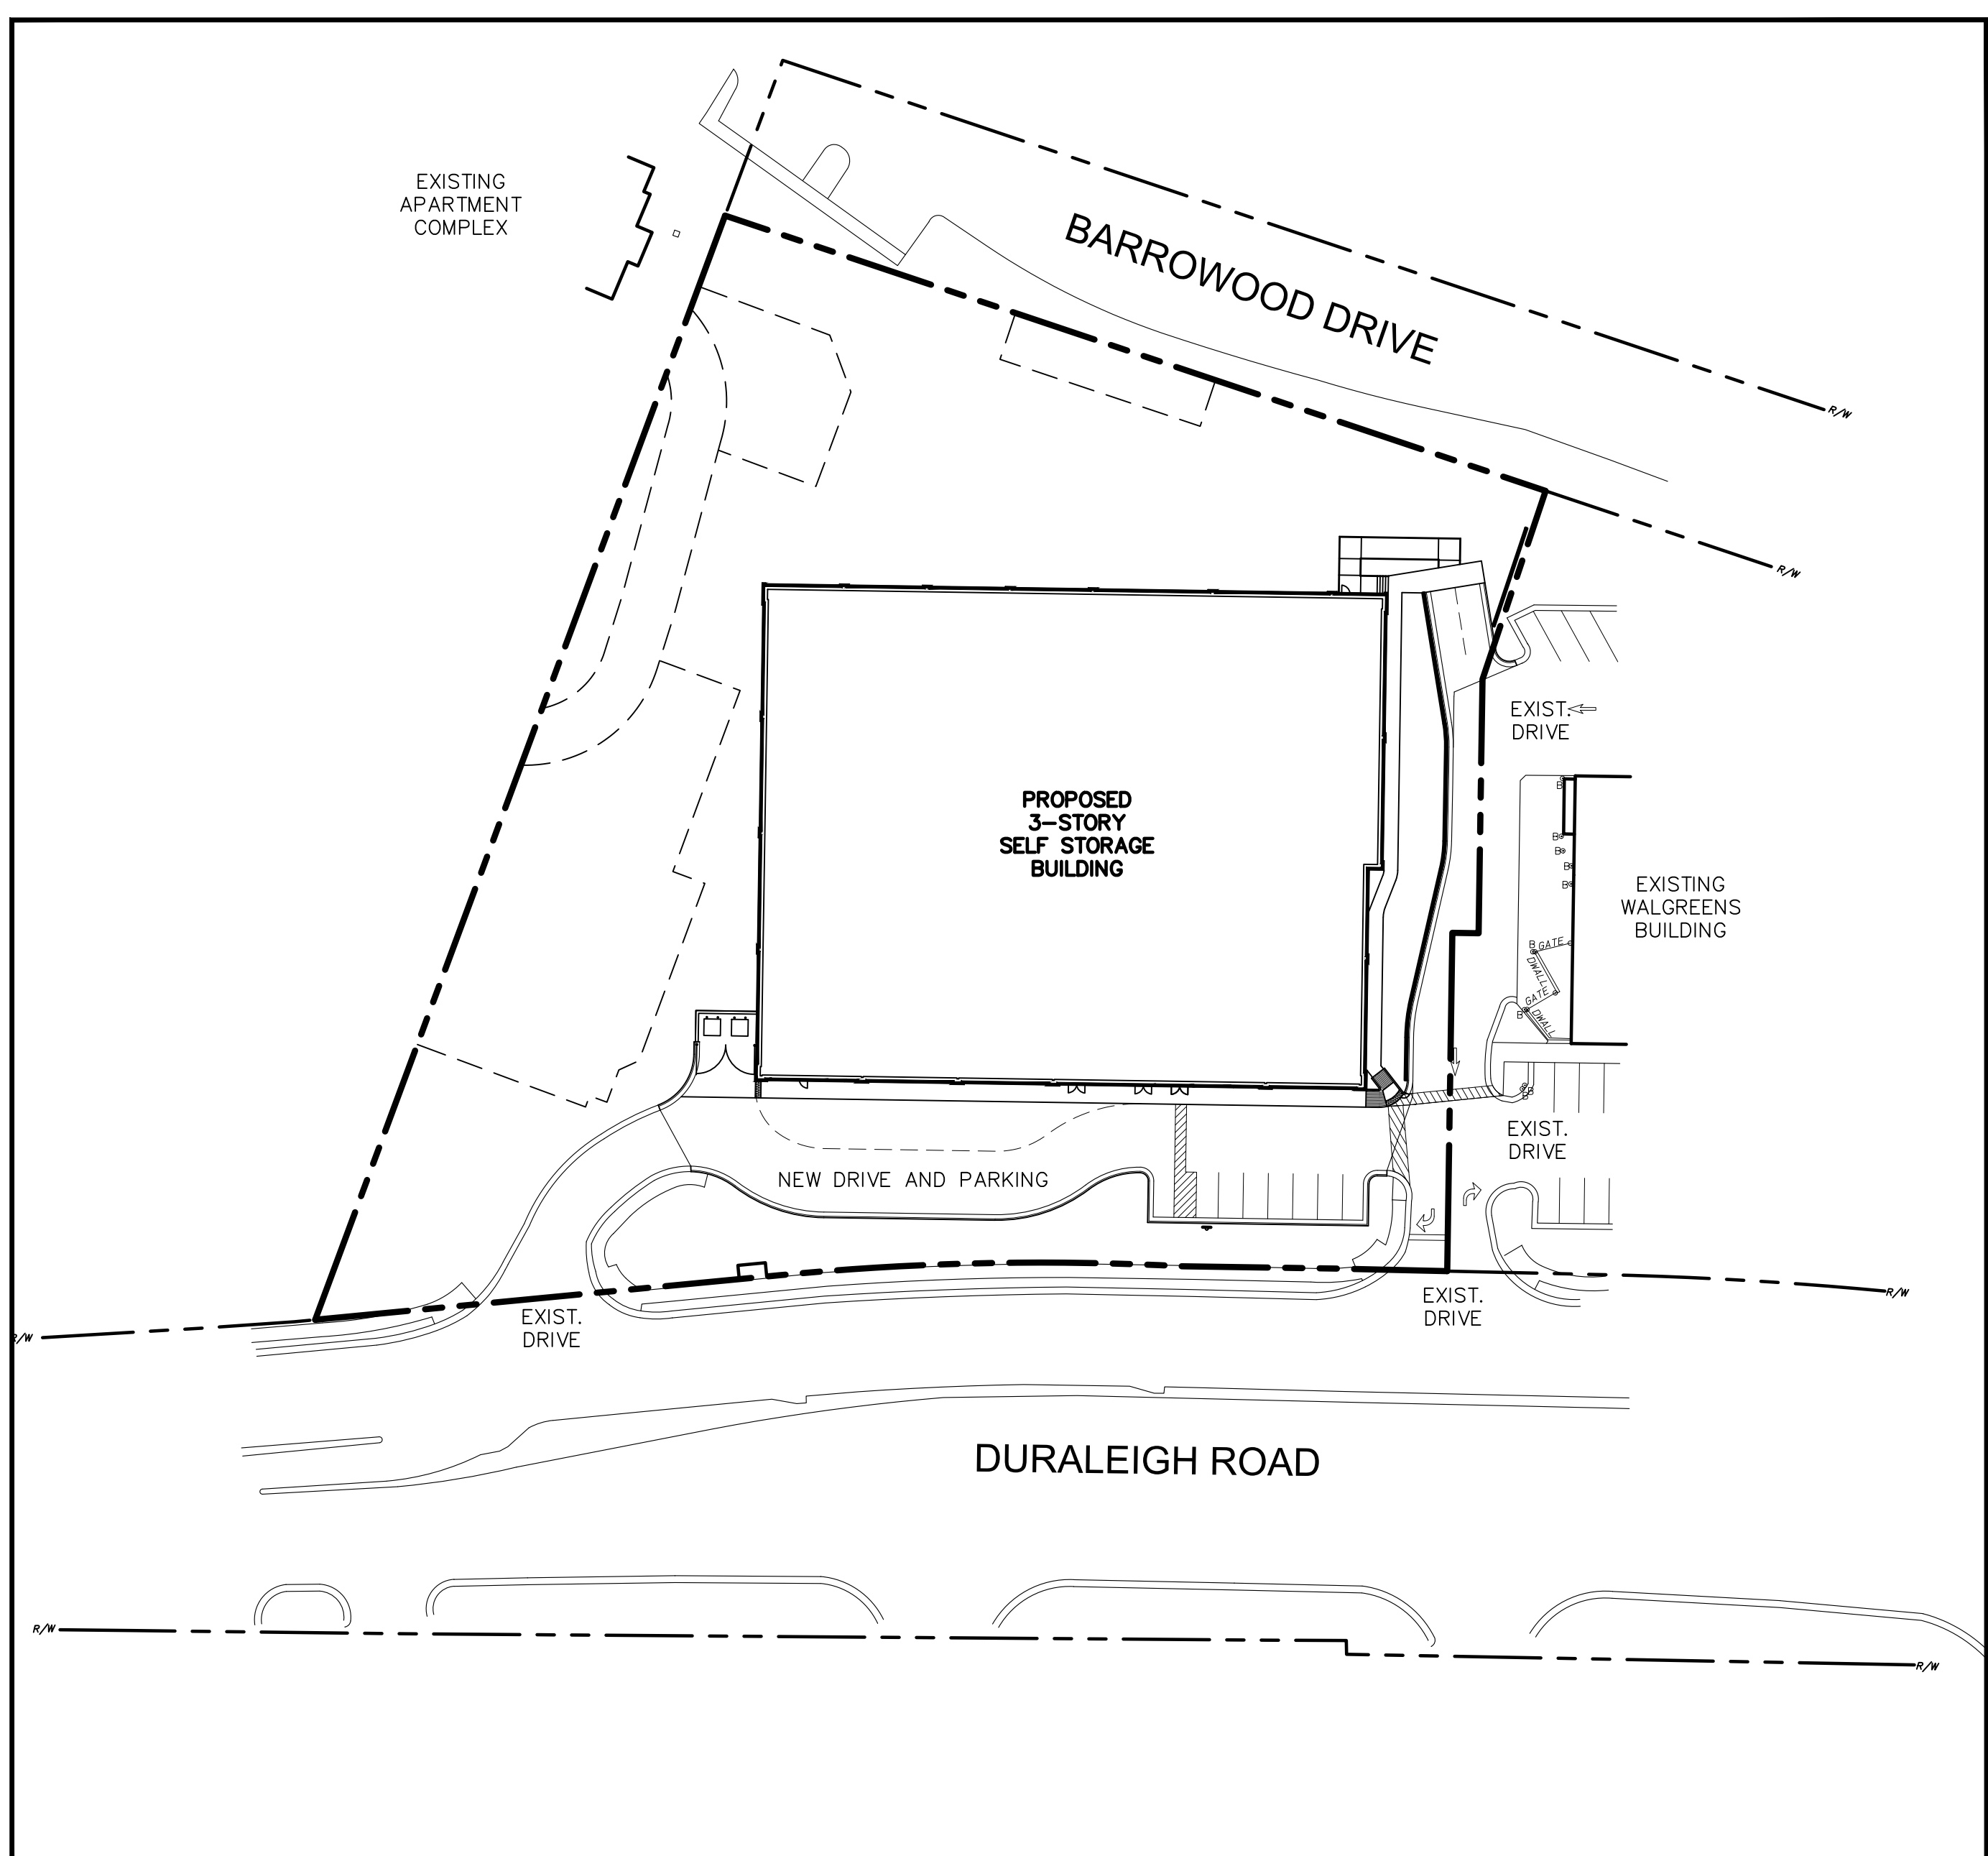 EXISTING
APARTMENT
COMPLEX
BARROWOOD DRIVE
R/W
R/W
EXIST.
DRIVE
PROPOSED
3-STORY
SELF STORAGE
BUILDING
B
B
B
B
B
EXISTING
WALGREENS
BUILDING
B
GATE
DWALL
GATE
B
DWALL
B
B
EXIST.
DRIVE
NEW DRIVE AND PARKING
EXIST.
DRIVE
EXIST.
DRIVE
R/W
R/W
DURALEIGH ROAD
R/W
R/W